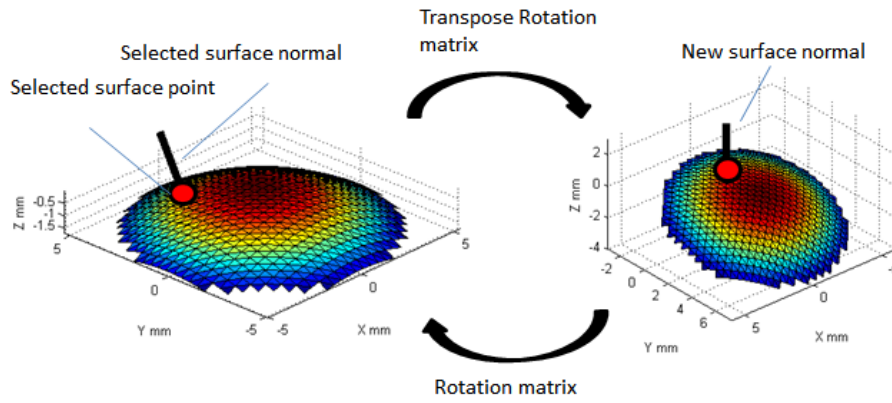 Transpose Rotation
matrix
Selected surface normal
New surface normal
Selected surface point
Z mm
-0.5
-1
-1.5
5
0
-5
Y mm
-5
0
5
X mm
Z mm
2
0
-2
-4
-2
0
2
4
6
Y mm
5
0
X mm
Rotation matrix